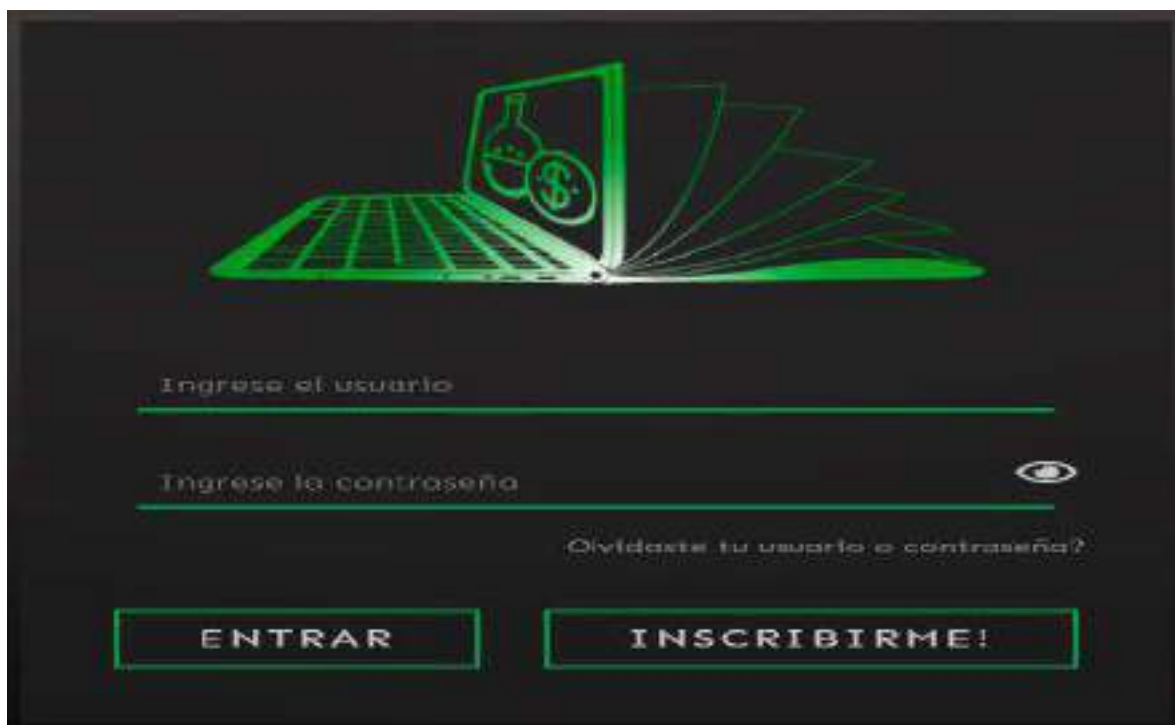 $
Ingrese el usuario
Ingrese la contraseña
Olvidaste tu usuario o contraseña?
ENTRAR
INSCRIBIRME!